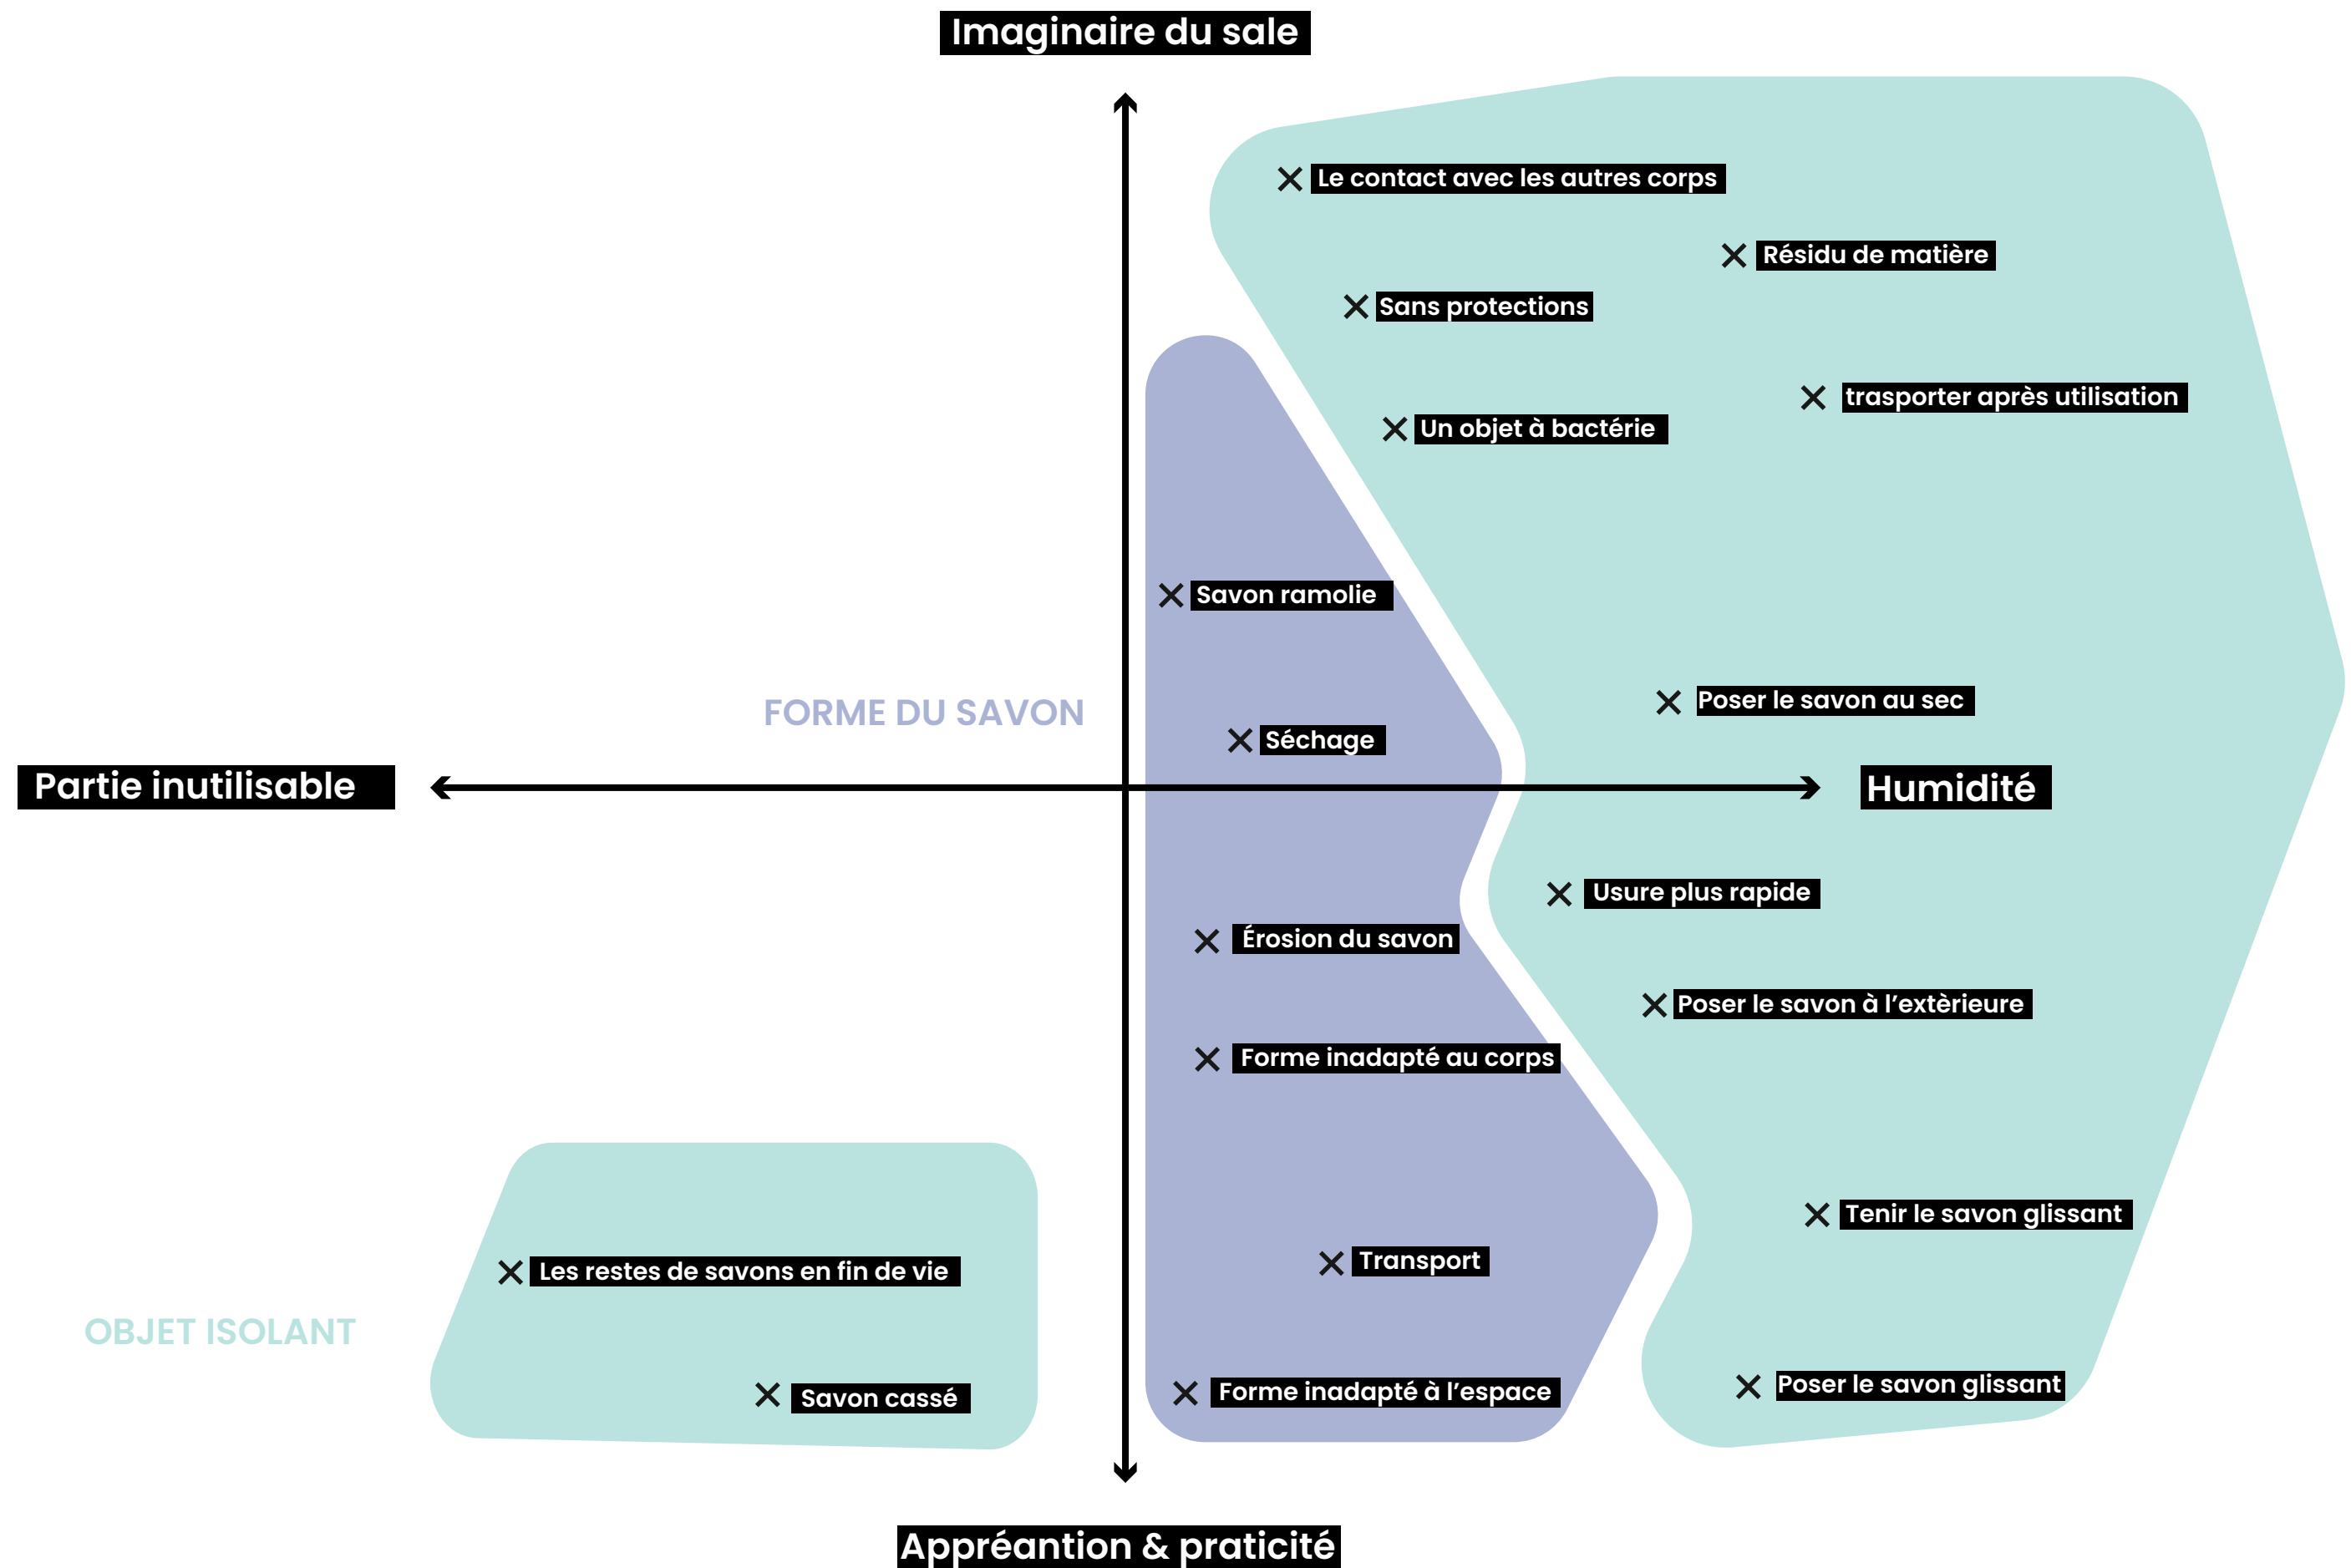 Imaginaire du sale
Le contact avec les autres corps
Résidu de matière
Sans protections
trasporter après utilisation
Un objet à bactérie
Savon ramolie
Poser le savon au sec
FORME DU SAVON
Séchage
Partie inutilisable
Humidité
Usure plus rapide
Érosion du savon
Poser le savon à l’extèrieure
Forme inadapté au corps
Tenir le savon glissant
Transport
Les restes de savons en fin de vie
OBJET ISOLANT
Poser le savon glissant
Forme inadapté à l’espace
Savon cassé
Appréantion & praticité